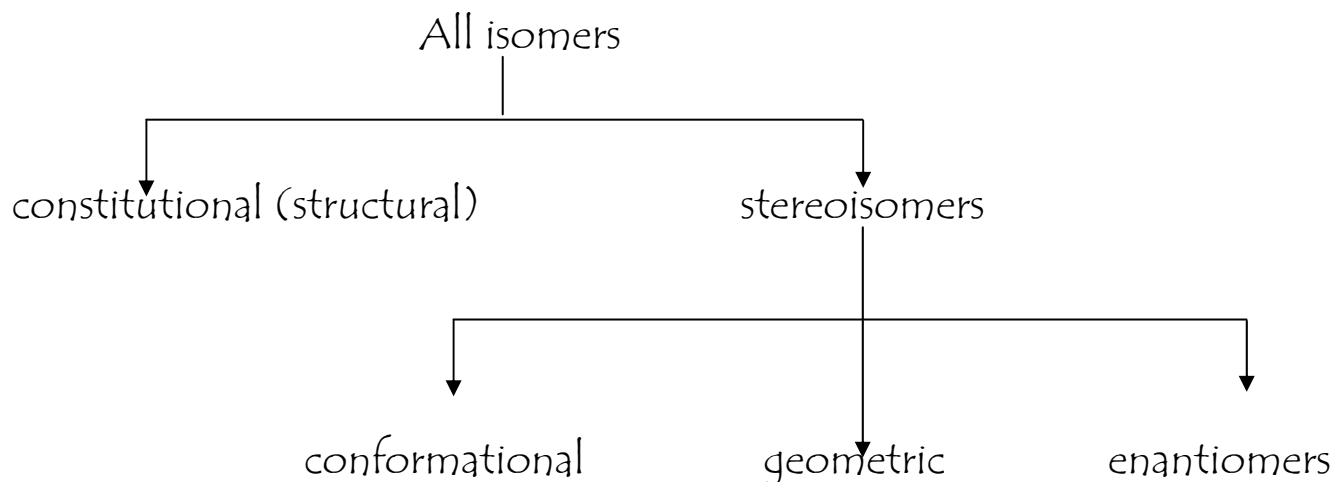 All isomers
constitutional (structural) stereoisomers
conformational geometric enantiomers